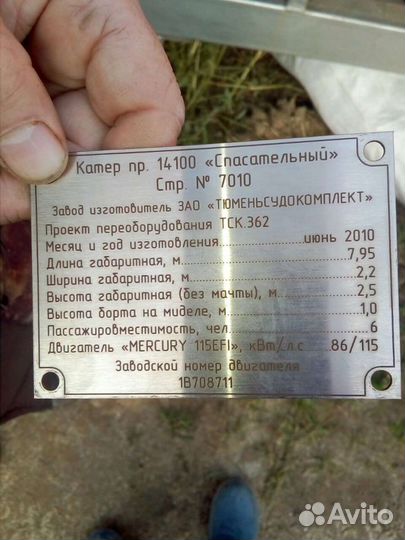 Катер пр. 14100 «Спасательный»
Стр. № 7010
Завод изготовитель ЗАО «ТЮМЕНЬСУДОКОМПЛЕКТ»
Проект переоборудования ТСК.362
Месяц и год изготовления......июнь 2010
Длина габаритная, м......7,95
Ширина габаритная, м......2,2
Высота габаритная (без мачты), м......2,5
Высота борта на миделе, м......1,0
Пассажировместимость, чел......6
Двигатель «MERCURY 115EFI», кВт/л.с ......86/115
Заводской номер двигателя
1B708711
Avito